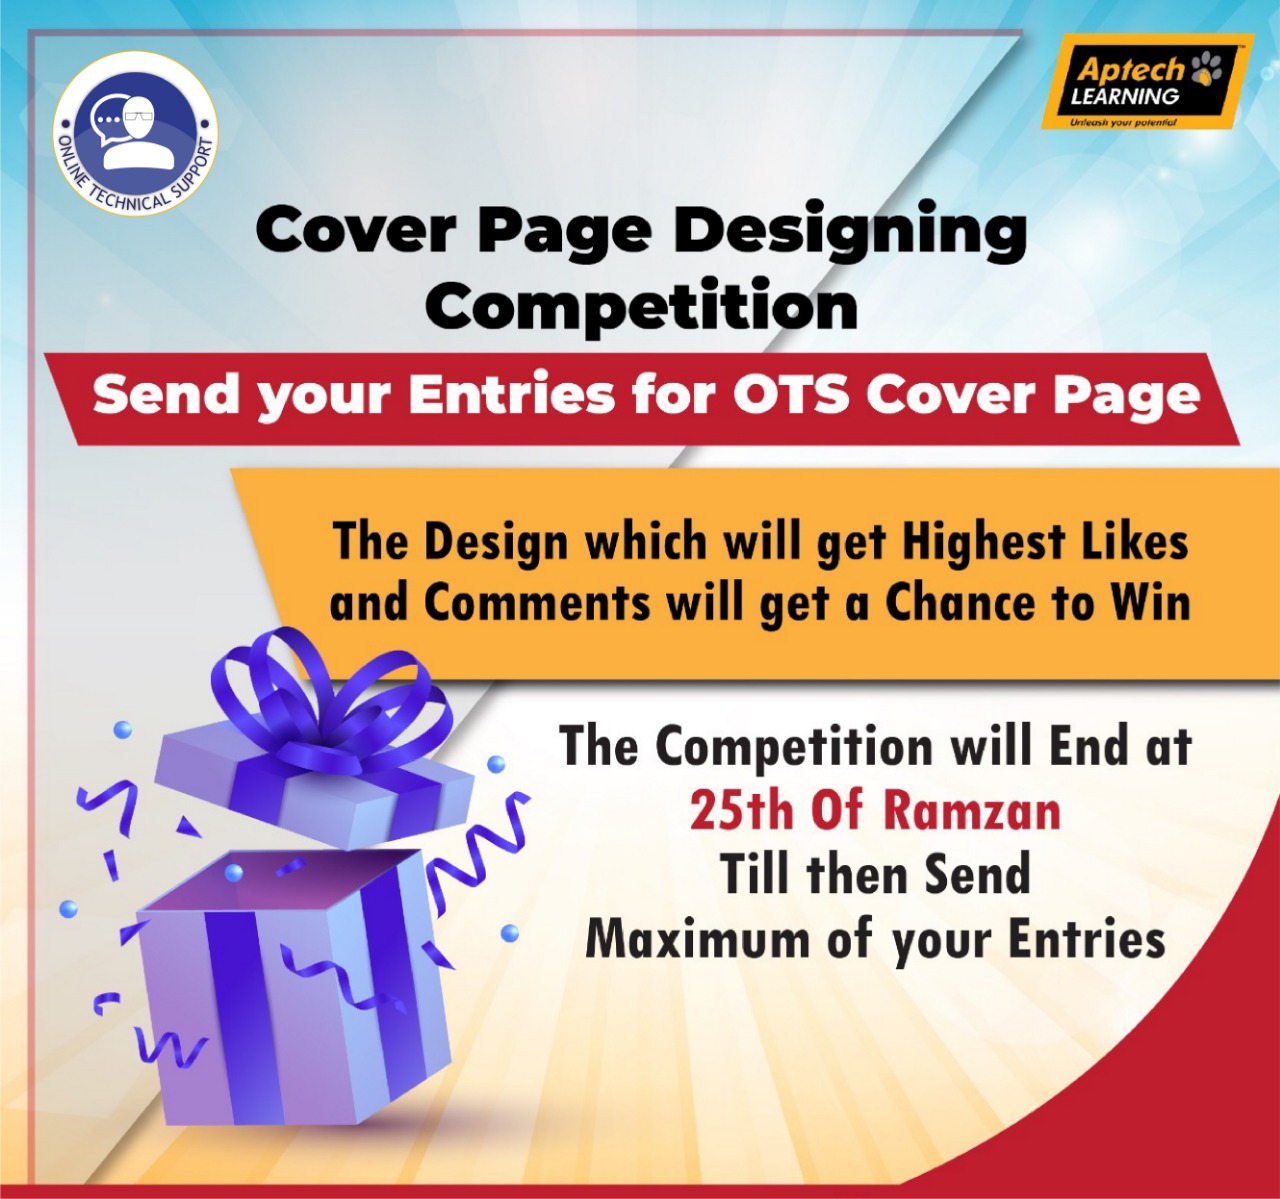 ONLINE TECHNICAL SUPPORT
Aptech
LEARNING
Unleash your potential
Cover Page Designing
Competition
Send your Entries for OTS Cover Page
The Design which will get Highest Likes
and Comments will get a Chance to Win
The Competition will End at
25th Of Ramzan
Till then Send
Maximum of your Entries